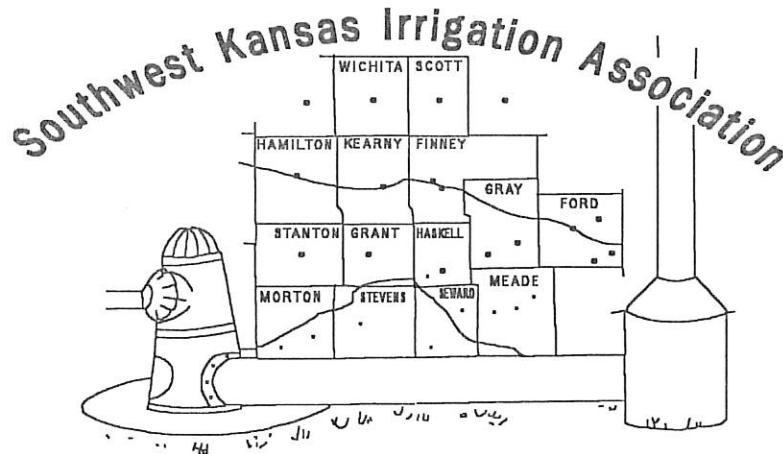 Southwest Kansas Irrigation Association
WICHITA SCOTT
HAMILTON KEARNY FINNEY
GRAY
FORD
STANTON GRANT HASKELL
MEADE
MORTON STEVENS SEWARD